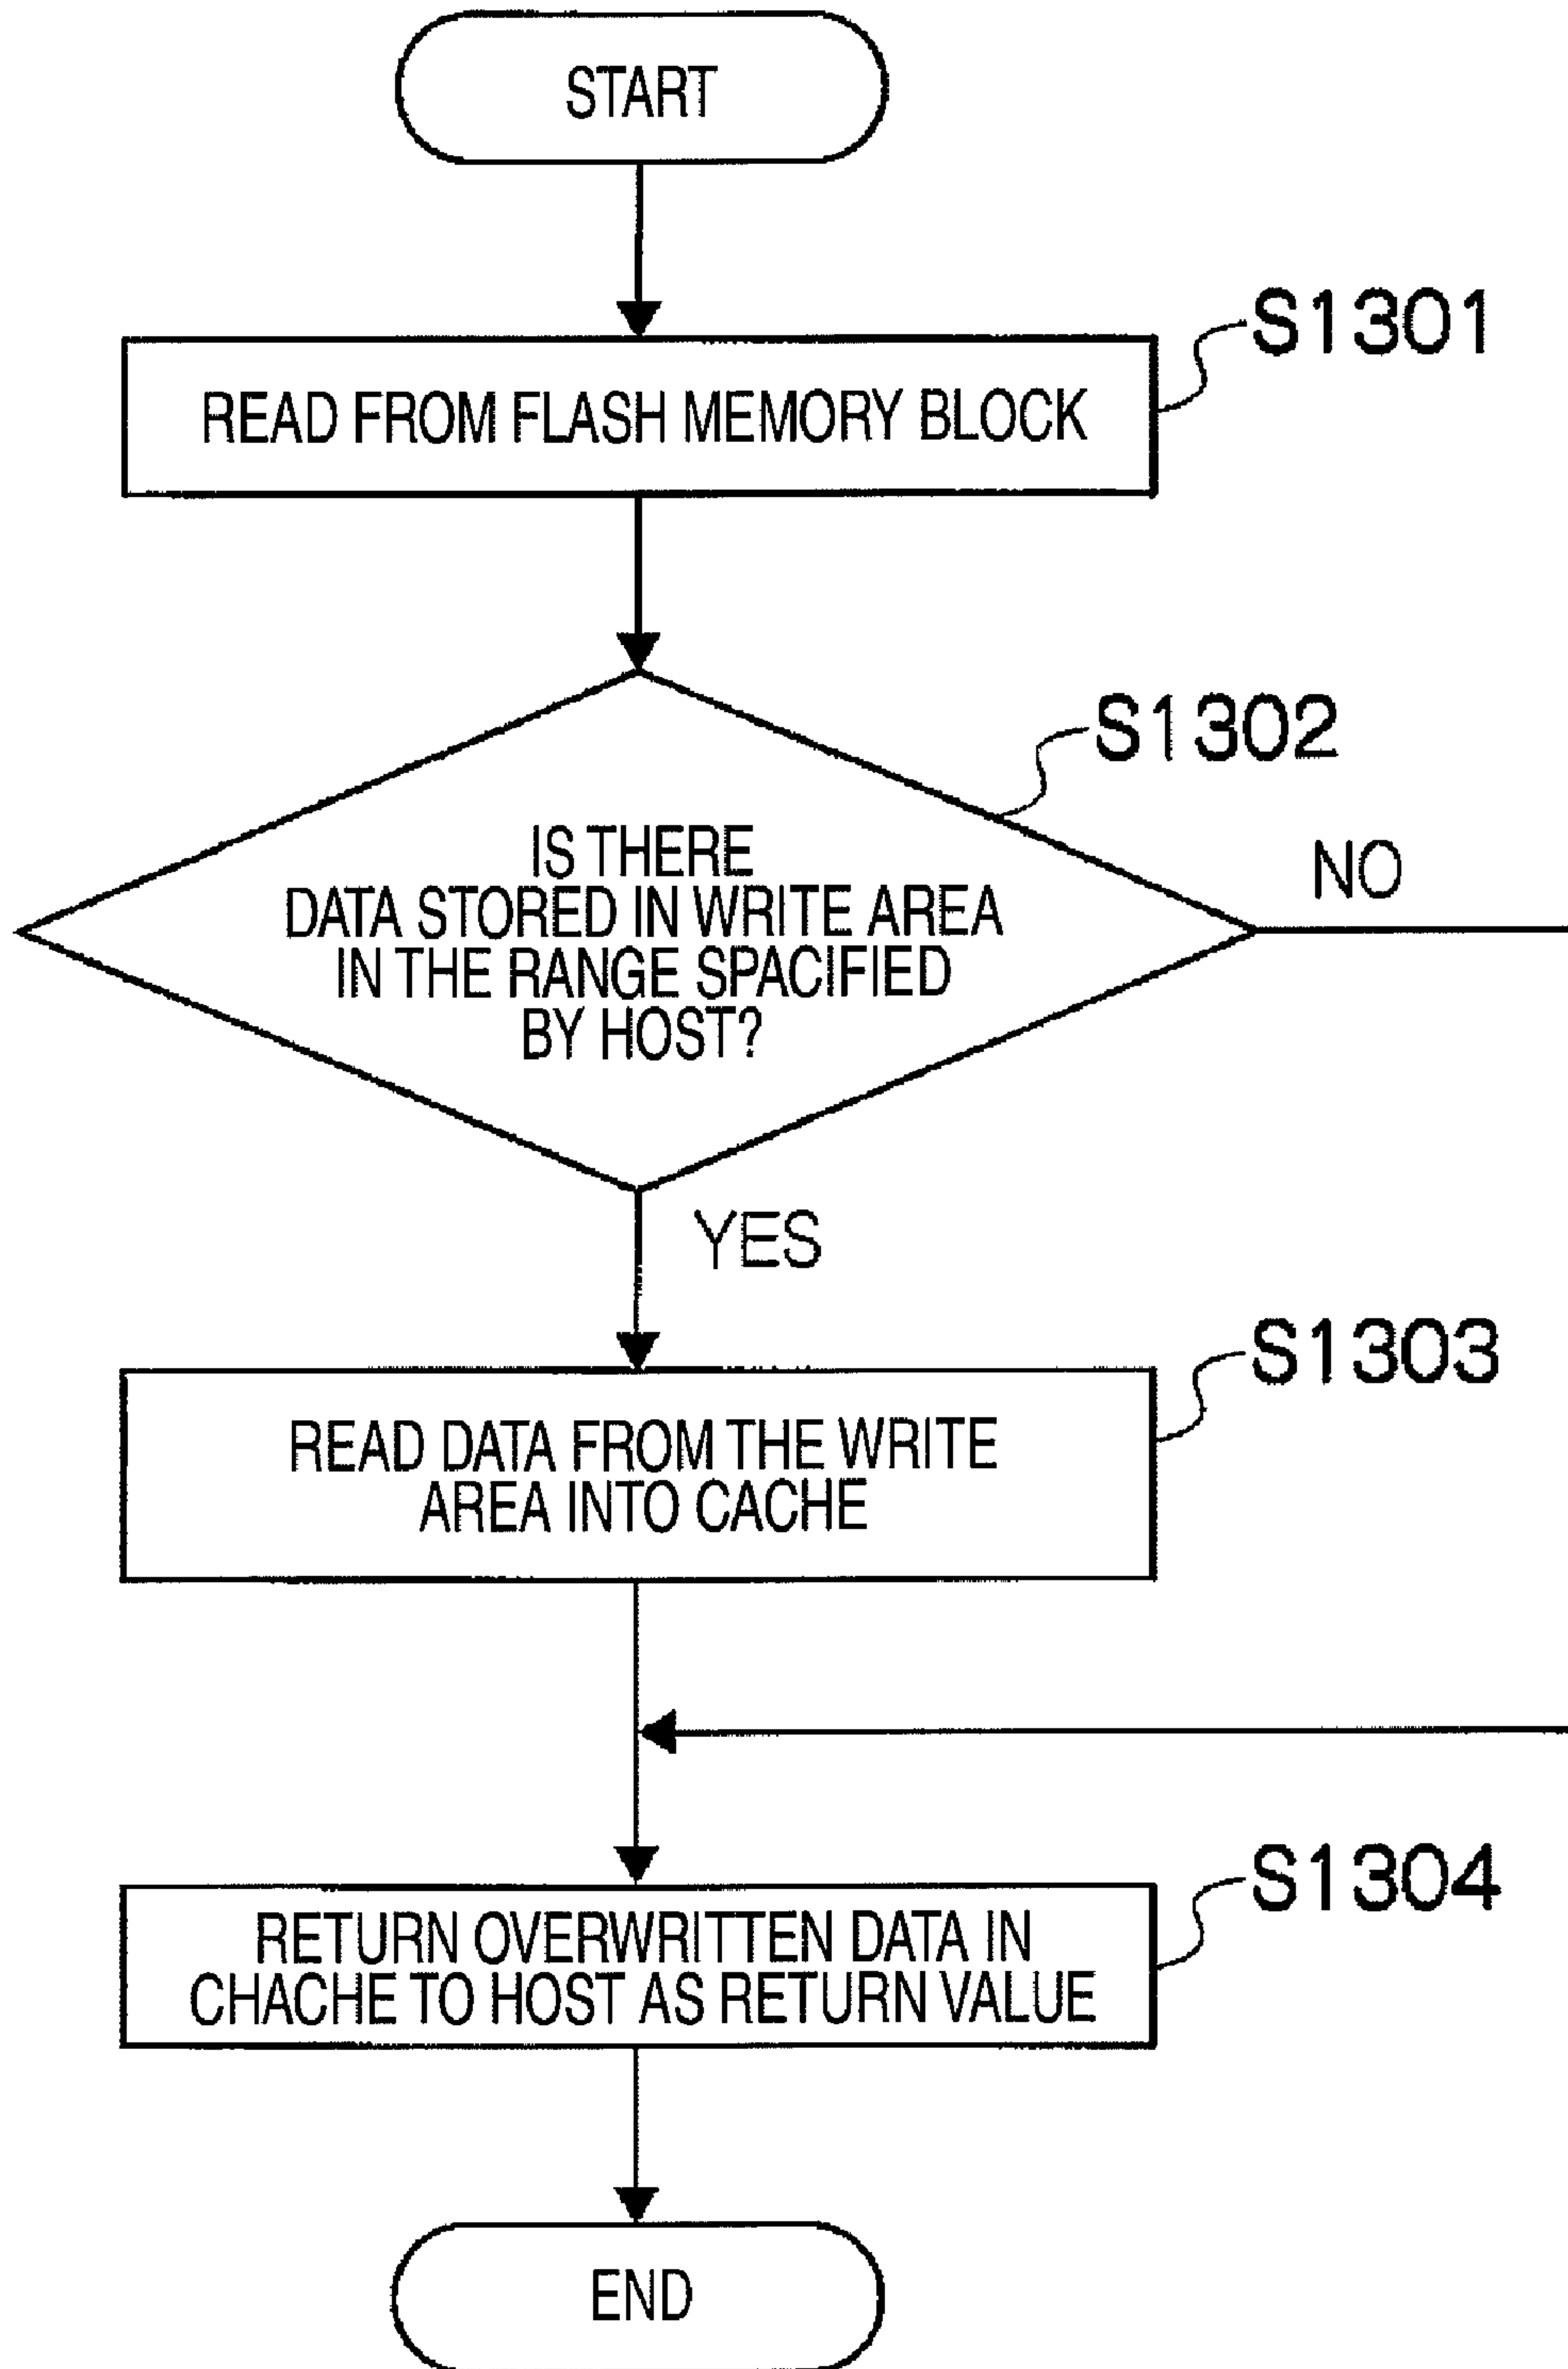 START
S1301
READ FROM FLASH MEMORY BLOCK
S1302
IS THERE
DATA STORED IN WRITE AREA
IN THE RANGE SPACIFIED
BY HOST?
NO
YES
S1303
READ DATA FROM THE WRITE
AREA INTO CACHE
S1304
RETURN OVERWRITTEN DATA IN
CHACHE TO HOST AS RETURN VALUE
END